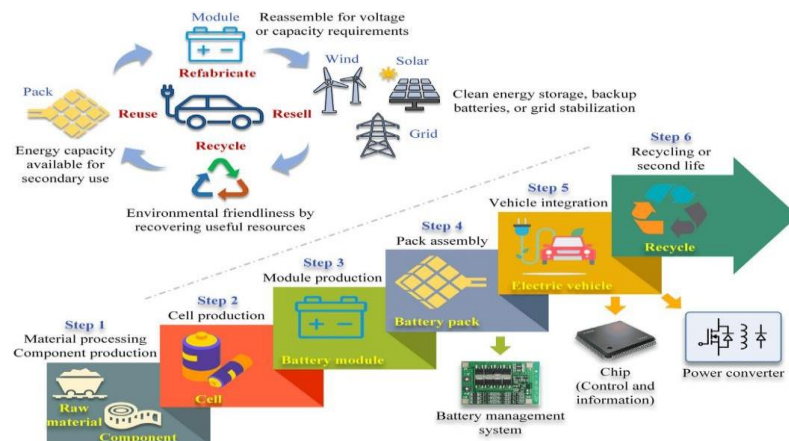 Module
Reassemble for voltage
or capacity requirements
Refabricate
Wind
Solar
Pack
Reuse
Resell
Clean energy storage, backup
batteries, or grid stabilization
Grid
Recycle
Energy capacity
available for
secondary use
Environmental friendliness by
recovering useful resources
Step 6
Recycling or
second life
Recycle
Step 5
Vehicle integration
Electric vehicle
Step 4
Pack assembly
Battery pack
Step 3
Module production
Battery module
Step 2
Cell production
Cell
Step 1
Material processing
Component production
Raw
material
Component
Battery management
system
Chip
(Control and
information)
Power converter